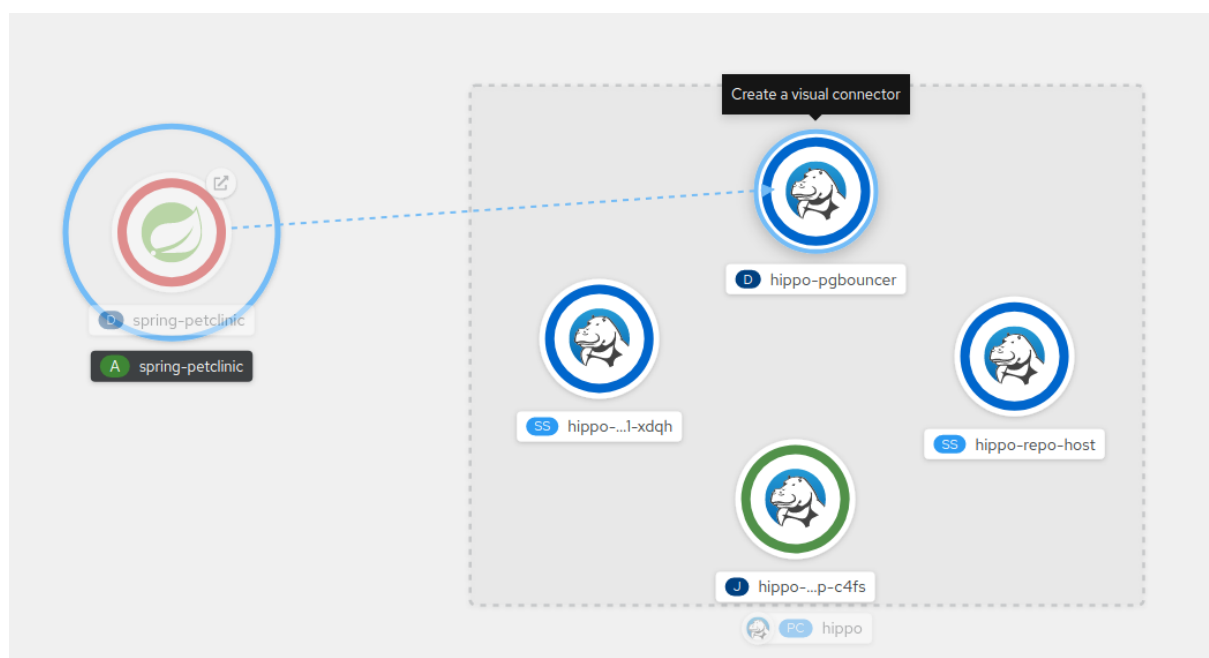 Create a visual connector
D hippo-pgbouncer
D spring-petclinic
A spring-petclinic
SS hippo-...1-xdqh
SS hippo-repo-host
J hippo-...p-c4fs
PC hippo